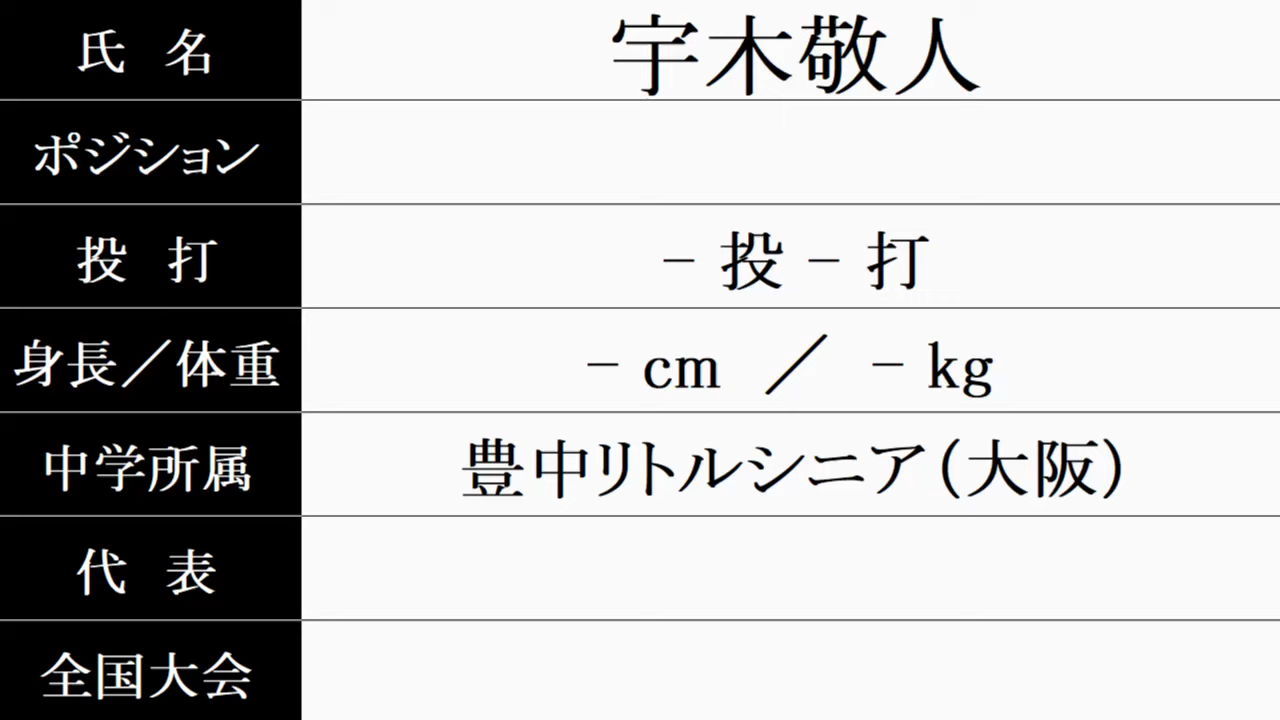 氏 名 宇木敬人
ポジション
投 打 － 投 － 打
身長／体重 － cm ／ － kg
中学所属 豊中リトルシニア（大阪）
代 表
全国大会